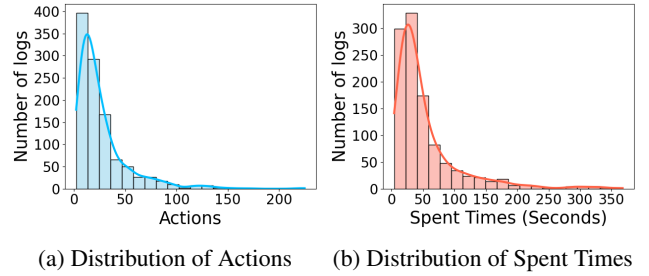 400
350
300
250
200
150
100
50
0
Number of logs
0 50 100 150 200
Actions
300
250
200
150
100
50
0
Number of logs
0 50 100 150 200 250 300 350
Spent Times (Seconds)
(a) Distribution of Actions
(b) Distribution of Spent Times